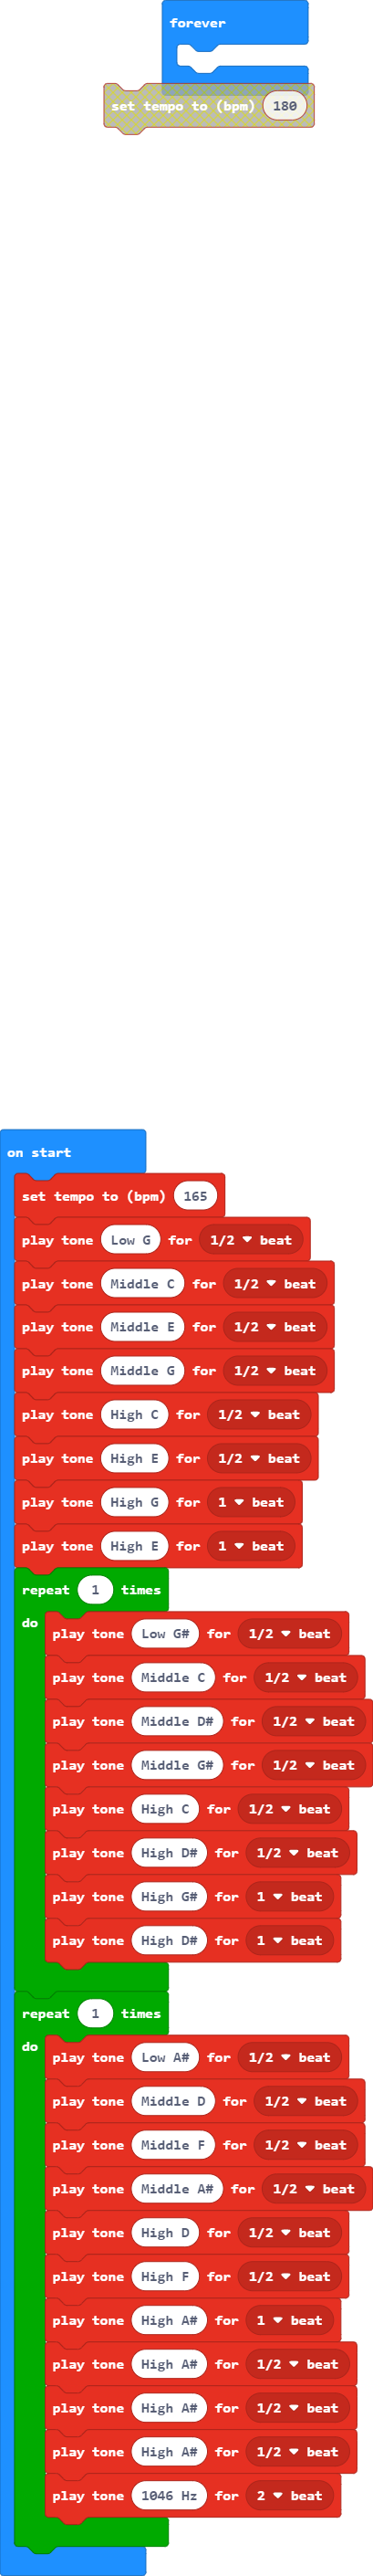 forever
set tempo to (bpm) 180
on start
set tempo to (bpm) 165
play tone Low G for 1/2 beat
play tone Middle C for 1/2 beat
play tone Middle E for 1/2 beat
play tone Middle G for 1/2 beat
play tone High C for 1/2 beat
play tone High E for 1/2 beat
play tone High G for 1 beat
play tone High E for 1 beat
repeat 1 times
do play tone Low G# for 1/2 beat
play tone Middle C for 1/2 beat
play tone Middle D# for 1/2 beat
play tone Middle G# for 1/2 beat
play tone High C for 1/2 beat
play tone High D# for 1/2 beat
play tone High G# for 1 beat
play tone High D# for 1 beat
repeat 1 times
do play tone Low A# for 1/2 beat
play tone Middle D for 1/2 beat
play tone Middle F for 1/2 beat
play tone Middle A# for 1/2 beat
play tone High D for 1/2 beat
play tone High F for 1/2 beat
play tone High A# for 1 beat
play tone High A# for 1/2 beat
play tone High A# for 1/2 beat
play tone High A# for 1/2 beat
play tone 1046 Hz for 2 beat